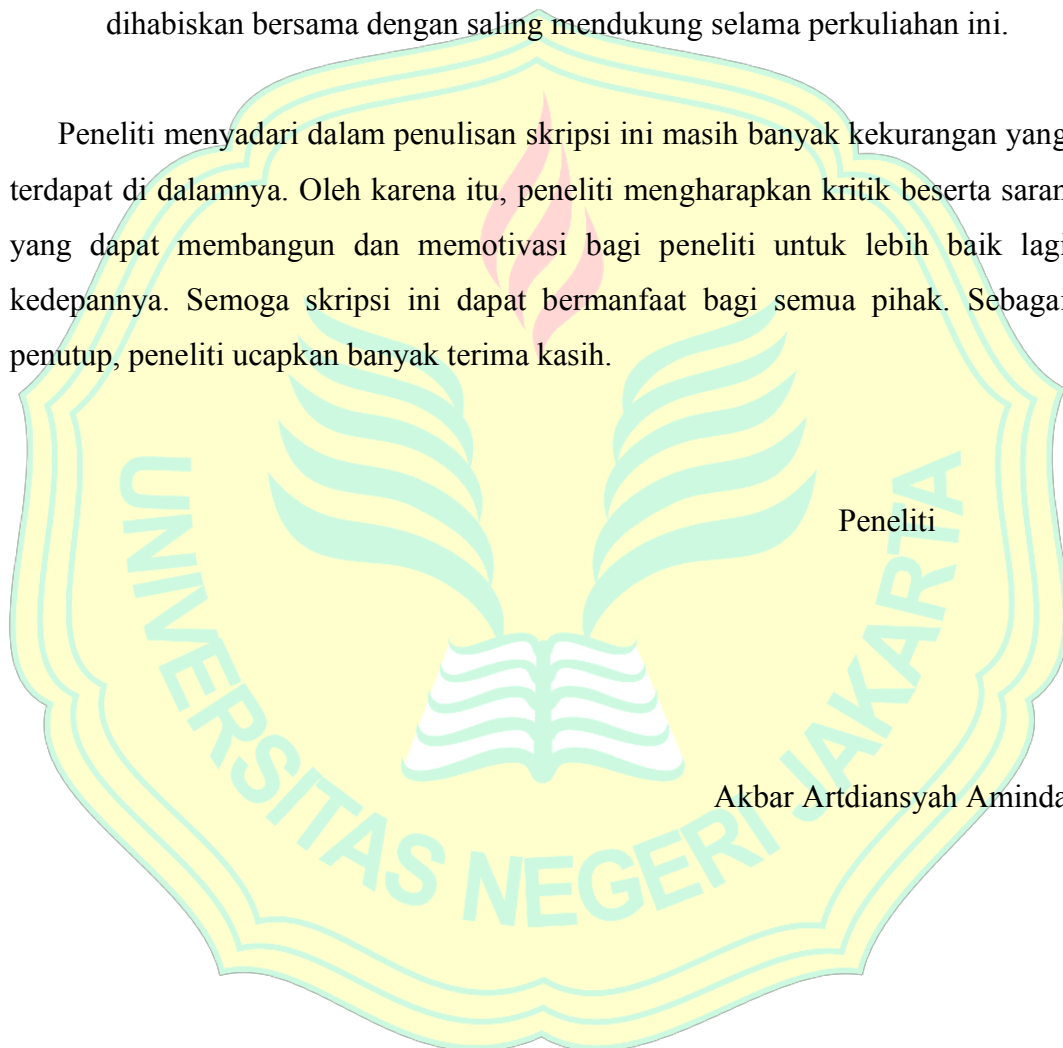 dihabiskan bersama dengan saling mendukung selama perkuliahan ini.
Peneliti menyadari dalam penulisan skripsi ini masih banyak kekurangan yang
terdapat di dalamnya. Oleh karena itu, peneliti mengharapkan kritik beserta saran
yang dapat membangun dan memotivasi bagi peneliti untuk lebih baik lagi
kedepannya. Semoga skripsi ini dapat bermanfaat bagi semua pihak. Sebagai
penutup, peneliti ucapkan banyak terima kasih.
Peneliti
Akbar Artdiansyah Aminda
UNIVERSITAS NEGERI JAKARTA